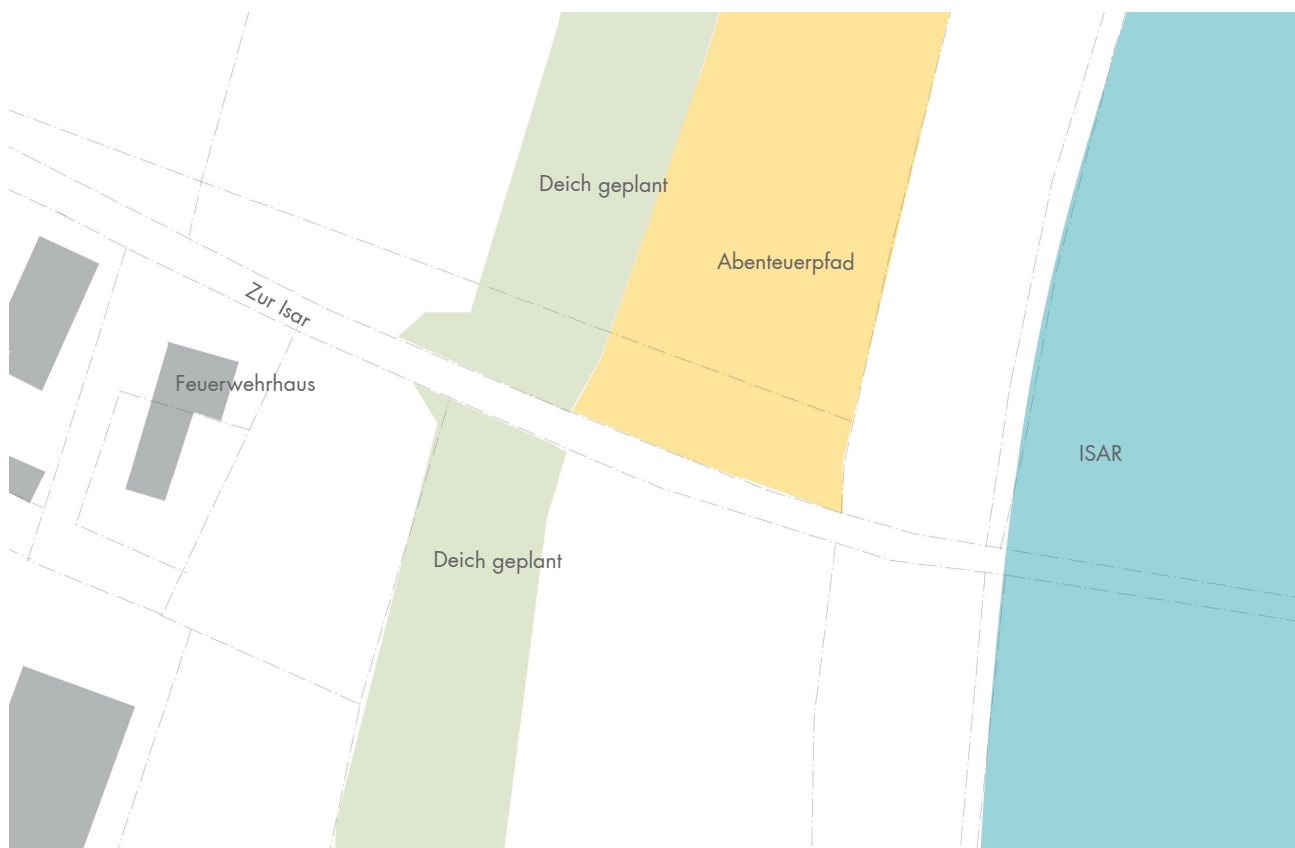 Deich geplant
Abenteuerpfad
Zur Isar
Feuerwehrhaus
ISAR
Deich geplant